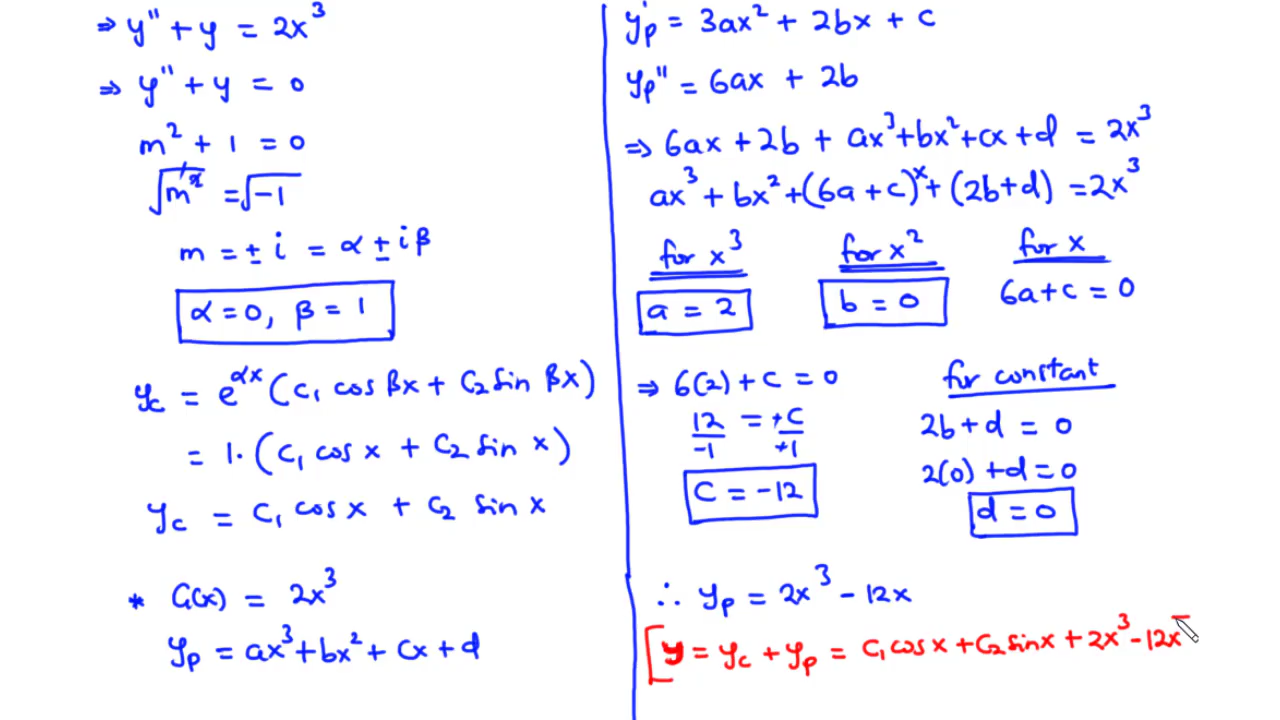 ⇒ y'' + y = 2x³
⇒ y'' + y = 0
m² + 1 = 0
√m² = √-1
m = ± i = α ± iβ
α = 0, β = 1
y_c = e^{αx} (c₁ cos βx + c₂ sin βx)
= 1. (c₁ cos x + c₂ sin x)
y_c = c₁ cos x + c₂ sin x
* G(x) = 2x³
y_p = ax³ + bx² + cx + d
y_p' = 3ax² + 2bx + c
y_p'' = 6ax + 2b
⇒ 6ax + 2b + ax³ + bx² + cx + d = 2x³
ax³ + bx² + (6a + c)x + (2b + d) = 2x³
for x³ for x² for x
a = 2 b = 0 6a + c = 0
⇒ 6(2) + c = 0
12/-1 = +c/+1
c = -12
for constant
2b + d = 0
2(0) + d = 0
d = 0
∴ y_p = 2x³ - 12x
[y = y_c + y_p = c₁ cos x + c₂ sin x + 2x³ - 12x